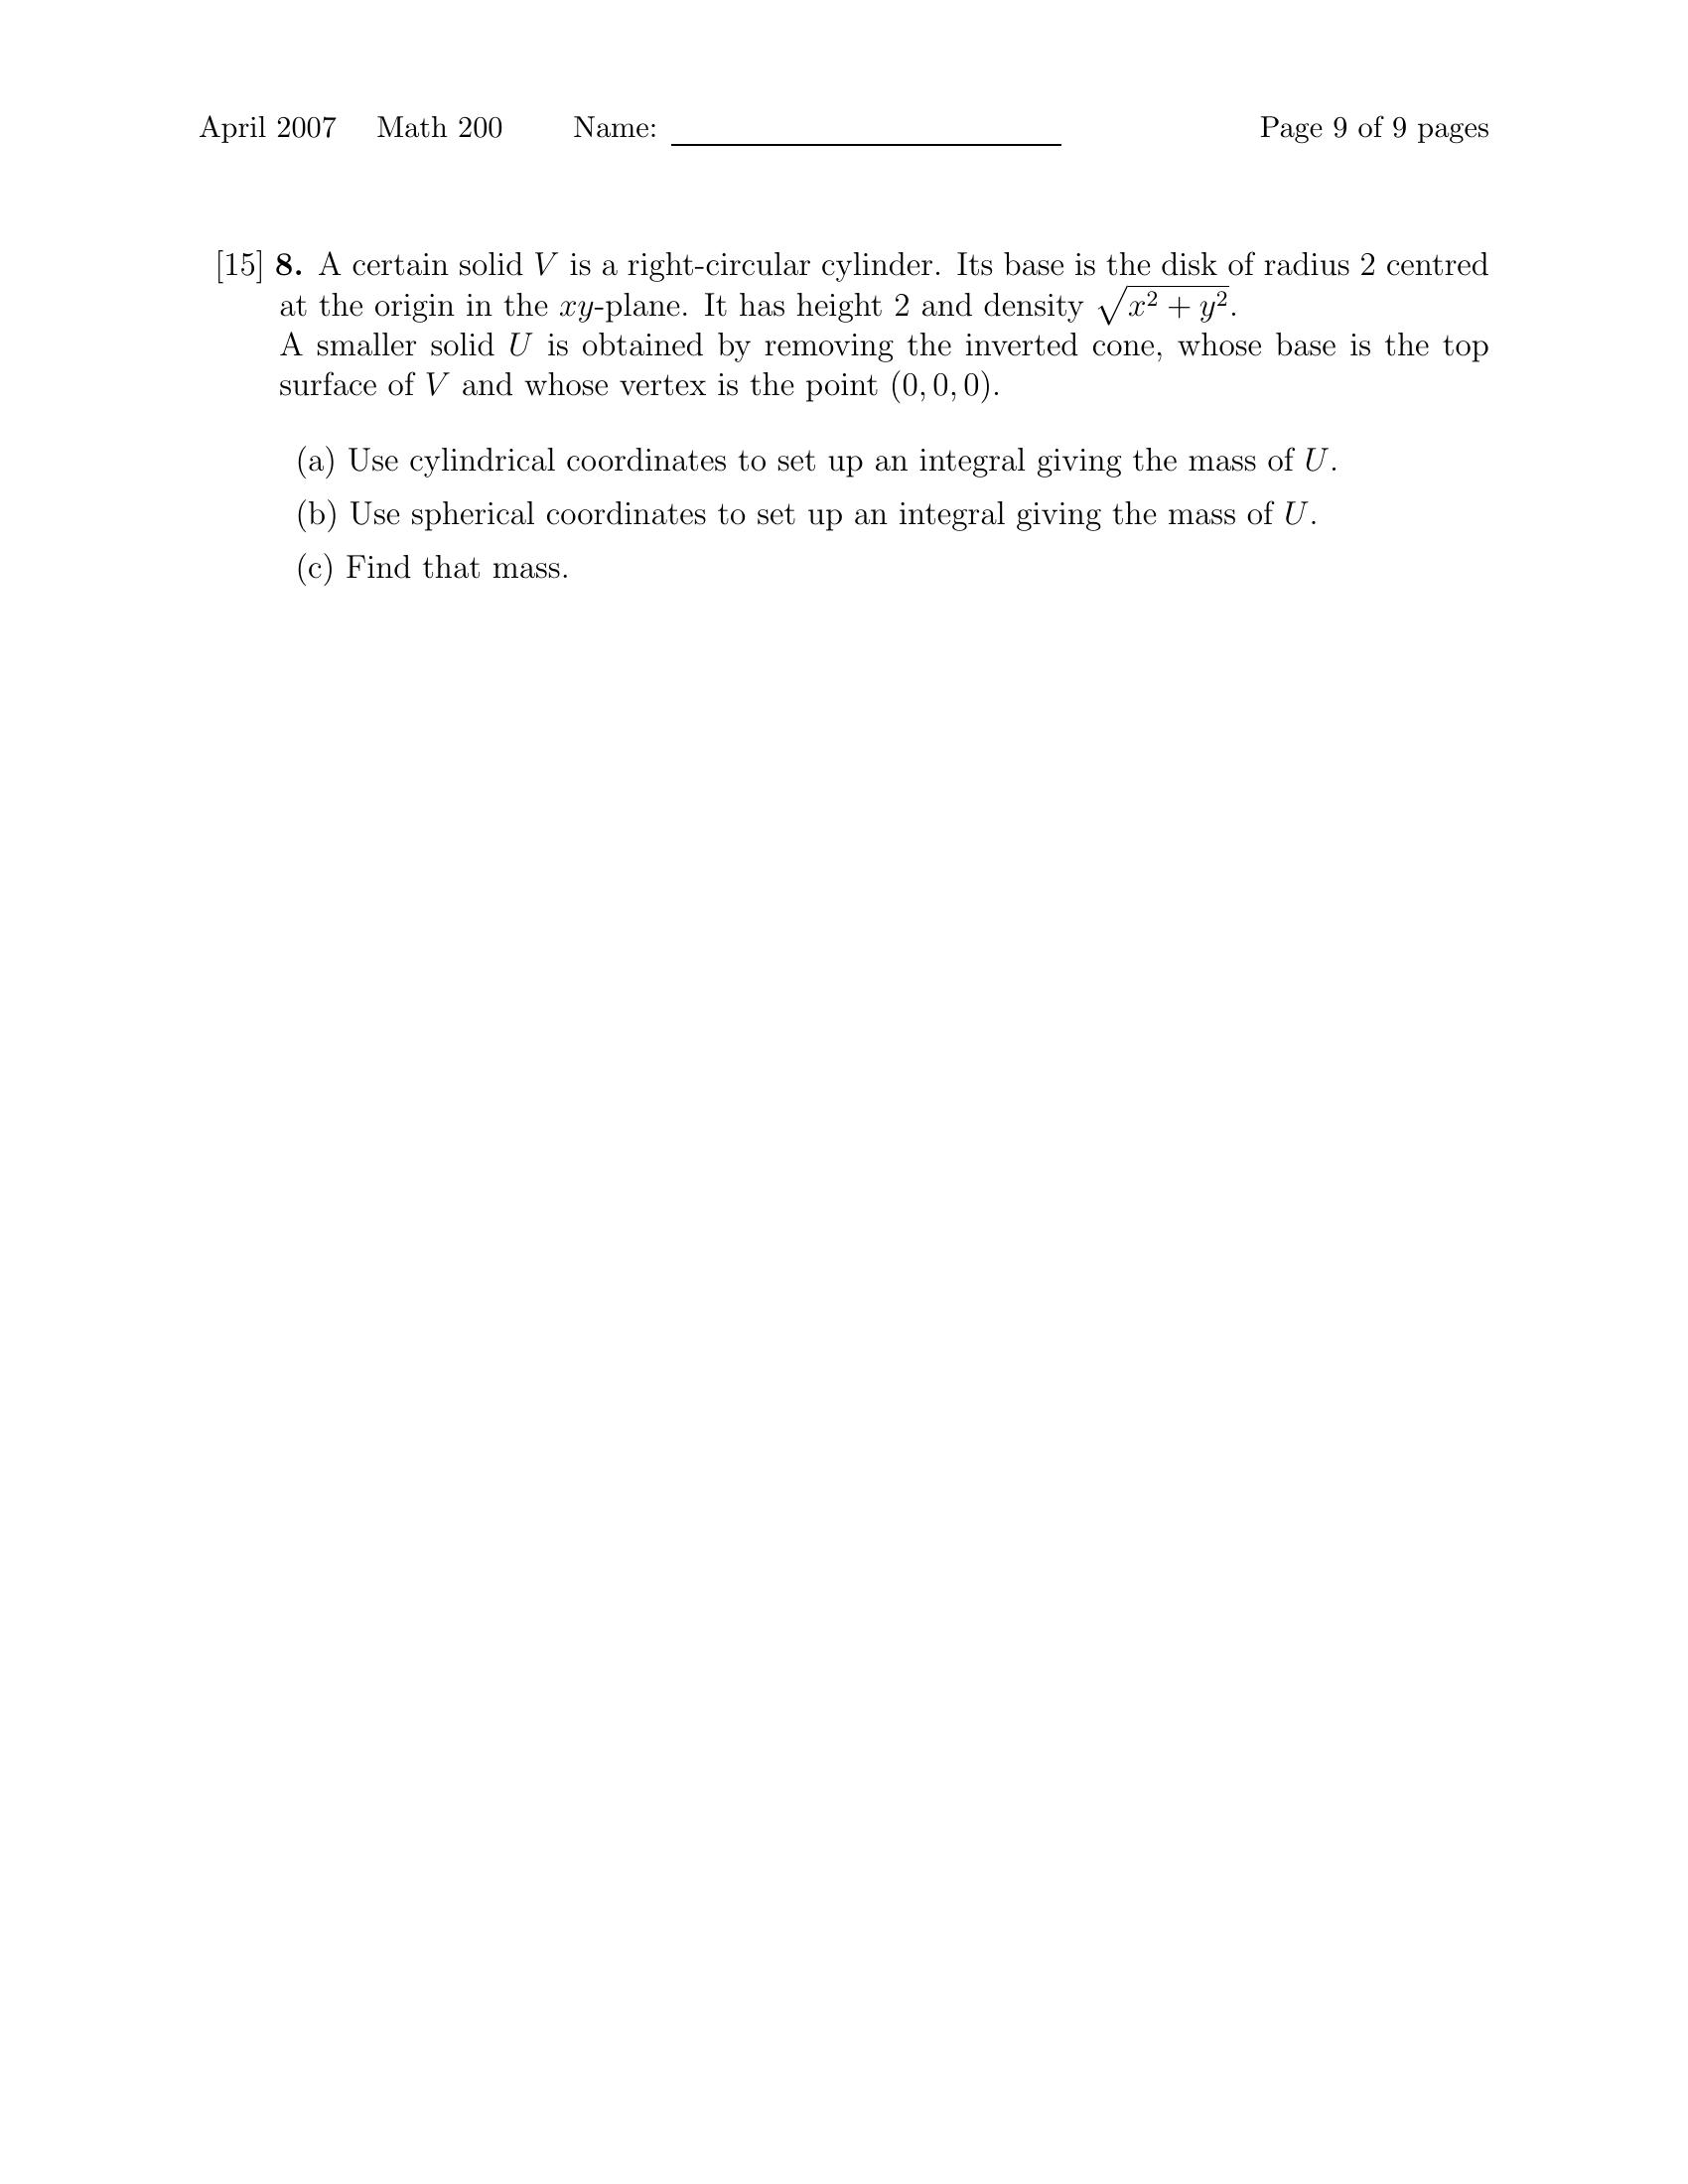 April 2007 Math 200 Name: Page 9 of 9 pages
[15] 8. A certain solid V is a right-circular cylinder. Its base is the disk of radius 2 centred
at the origin in the xy-plane. It has height 2 and density √(x² + y²).
A smaller solid U is obtained by removing the inverted cone, whose base is the top
surface of V and whose vertex is the point (0, 0, 0).
(a) Use cylindrical coordinates to set up an integral giving the mass of U.
(b) Use spherical coordinates to set up an integral giving the mass of U.
(c) Find that mass.